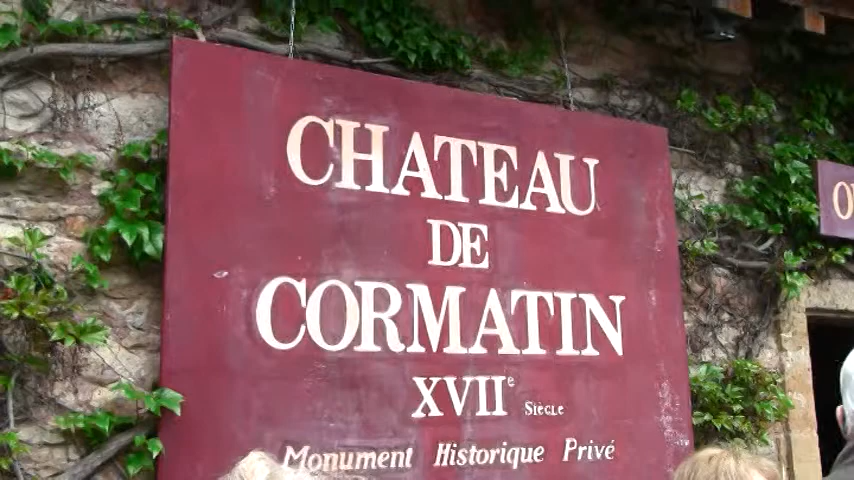 CHATEAU
DE
CORMATIN
XVIIe SIÈCLE
Monument Historique Privé